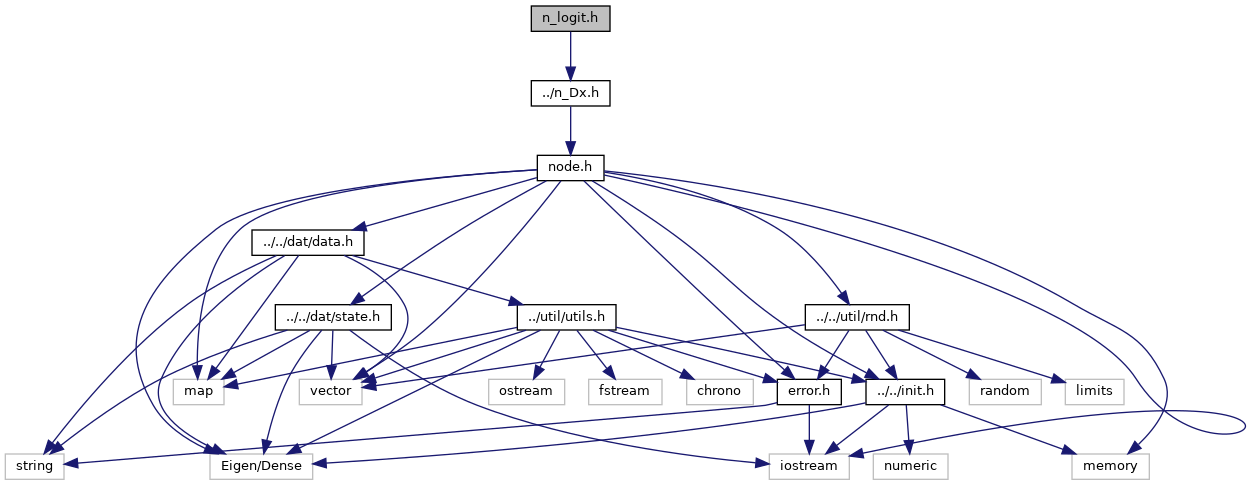 n_logit.h
../n_Dx.h
node.h
../../dat/data.h
../../dat/state.h
../util/utils.h
../../util/rnd.h
map
vector
ostream
fstream
chrono
error.h
../../init.h
random
limits
string
Eigen/Dense
iostream
numeric
memory